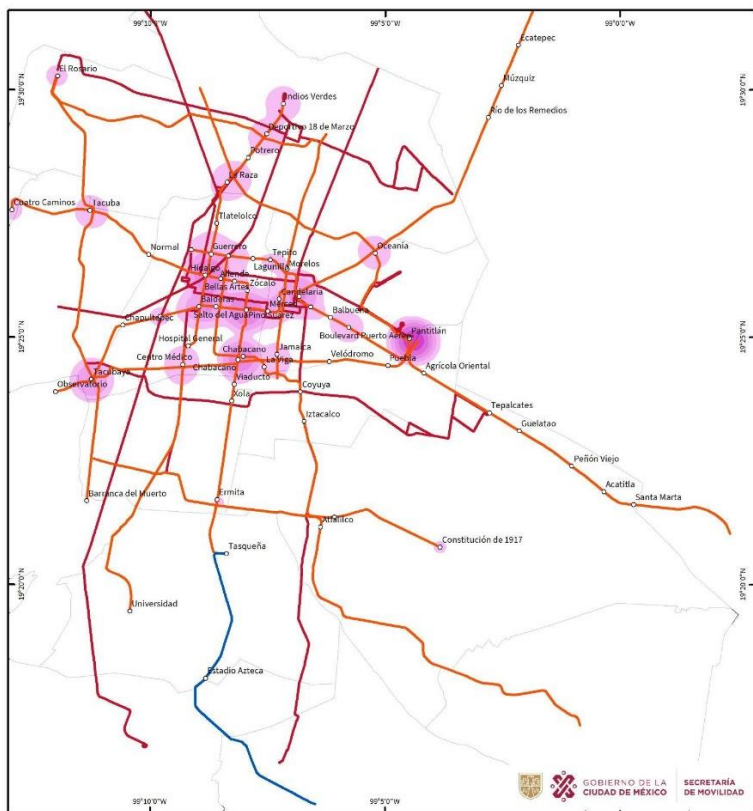 99°10'0"W
99°5'0"W
99°0'0"W
Ecatepec
El Rosario
19°30'0"N
Múzquiz
19°30'0"N
Indios Verdes
Río de los Remedios
Deportivo 18 de Marzo
Potrero
La Raza
Cuatro Caminos
Tacuba
Tlatelolco
Normal
Guerrero
Tepito
Oceanía
Lagunilla
Morelos
Hidalgo
Allende
Bellas Artes
Zócalo
Candelaria
Balderas
Merced
Salto del Agua
Pino Suárez
Balbuena
Chapultepec
Boulevard Puerto Aéreo
Pantitlán
19°25'0"N
19°25'0"N
Hospital General
Chabacano
Jamaica
Centro Médico
Chabacano
La Viga
Velódromo
Puebla
Agrícola Oriental
Tacubaya
Observatorio
Viaducto
Coyuya
Xola
Tepalcates
Iztacalco
Guelatao
Peñón Viejo
Acatitla
Santa Marta
Barranca del Muerto
Ermita
Atlalilco
Constitución de 1917
Tasqueña
19°20'0"N
19°20'0"N
Universidad
Estadio Azteca
GOBIERNO DE LA
CIUDAD DE MÉXICO
SECRETARÍA
DE MOVILIDAD
99°10'0"W
99°5'0"W
99°0'0"W